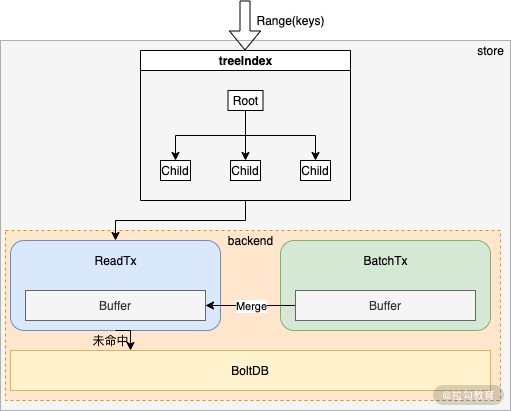 Range(keys)
store
treeIndex
Root
Child
Child
Child
backend
ReadTx
BatchTx
Buffer
Merge
Buffer
未命中
BoltDB
@拉勾教育